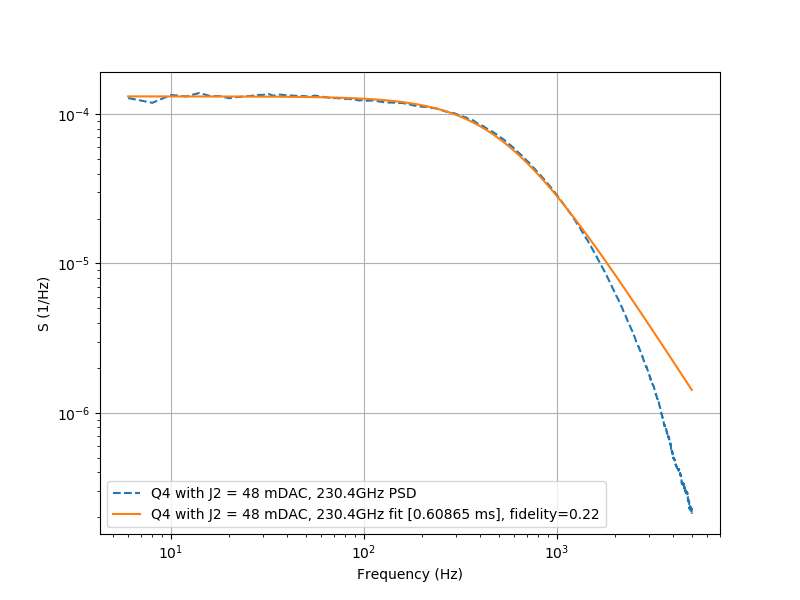 10⁻⁴
10⁻⁵
10⁻⁶
S (1/Hz)
Q4 with J2 = 48 mDAC, 230.4GHz PSD
Q4 with J2 = 48 mDAC, 230.4GHz fit [0.60865 ms], fidelity=0.22
10¹ 10² 10³
Frequency (Hz)